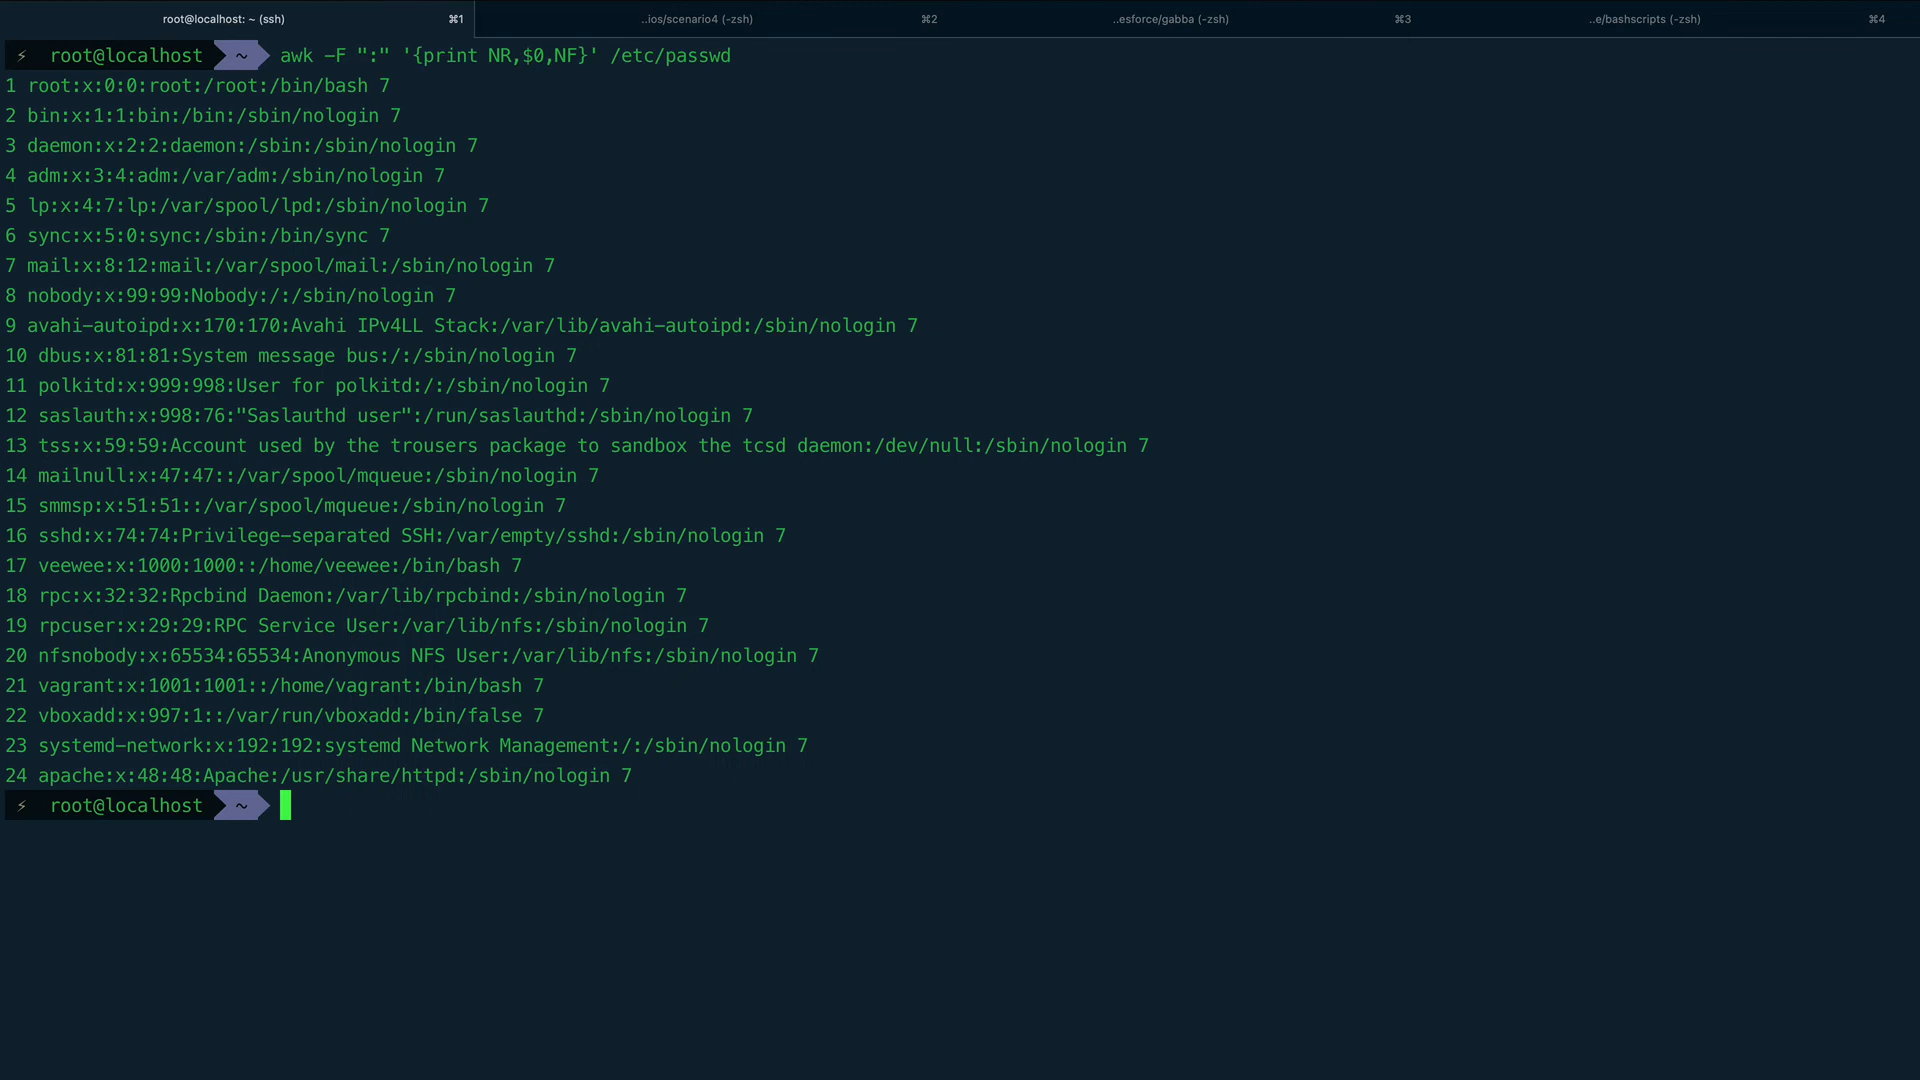 root@localhost: ~ (ssh) ⌘1 ..ios/scenario4 (-zsh) ⌘2 ..esforce/gabba (-zsh) ⌘3 ..e/bashscripts (-zsh) ⌘4
⚡ root@localhost ~ awk -F ":" '{print NR,$0,NF}' /etc/passwd
1 root:x:0:0:root:/root:/bin/bash 7
2 bin:x:1:1:bin:/bin:/sbin/nologin 7
3 daemon:x:2:2:daemon:/sbin:/sbin/nologin 7
4 adm:x:3:4:adm:/var/adm:/sbin/nologin 7
5 lp:x:4:7:lp:/var/spool/lpd:/sbin/nologin 7
6 sync:x:5:0:sync:/sbin:/bin/sync 7
7 mail:x:8:12:mail:/var/spool/mail:/sbin/nologin 7
8 nobody:x:99:99:Nobody:/:/sbin/nologin 7
9 avahi-autoipd:x:170:170:Avahi IPv4LL Stack:/var/lib/avahi-autoipd:/sbin/nologin 7
10 dbus:x:81:81:System message bus:/:/sbin/nologin 7
11 polkitd:x:999:998:User for polkitd:/:/sbin/nologin 7
12 saslauth:x:998:76:"Saslauthd user":/run/saslauthd:/sbin/nologin 7
13 tss:x:59:59:Account used by the trousers package to sandbox the tcsd daemon:/dev/null:/sbin/nologin 7
14 mailnull:x:47:47::/var/spool/mqueue:/sbin/nologin 7
15 smmsp:x:51:51::/var/spool/mqueue:/sbin/nologin 7
16 sshd:x:74:74:Privilege-separated SSH:/var/empty/sshd:/sbin/nologin 7
17 veewee:x:1000:1000::/home/veewee:/bin/bash 7
18 rpc:x:32:32:Rpcbind Daemon:/var/lib/rpcbind:/sbin/nologin 7
19 rpcuser:x:29:29:RPC Service User:/var/lib/nfs:/sbin/nologin 7
20 nfsnobody:x:65534:65534:Anonymous NFS User:/var/lib/nfs:/sbin/nologin 7
21 vagrant:x:1001:1001::/home/vagrant:/bin/bash 7
22 vboxadd:x:997:1::/var/run/vboxadd:/bin/false 7
23 systemd-network:x:192:192:systemd Network Management:/:/sbin/nologin 7
24 apache:x:48:48:Apache:/usr/share/httpd:/sbin/nologin 7
⚡ root@localhost ~